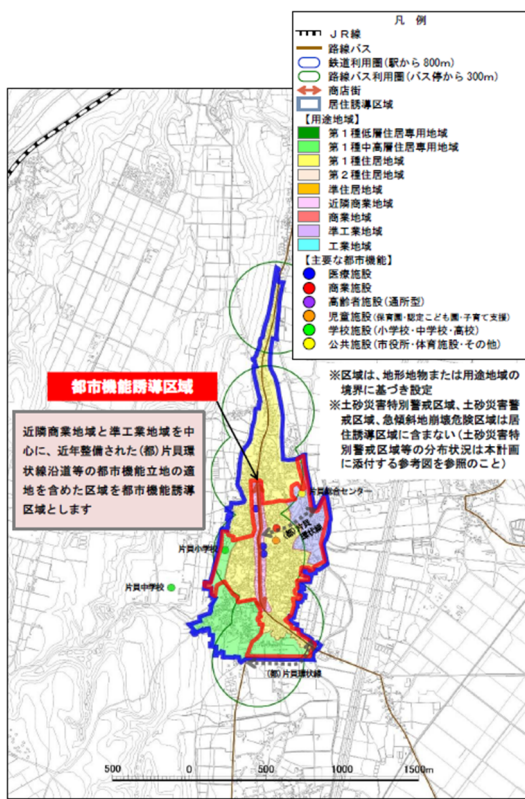 凡 例
JR線
路線バス
鉄道利用圏(駅から800m)
路線バス利用圏(バス停から300m)
商店街
居住誘導区域
【用途地域】
第1種低層住居専用地域
第1種中高層住居専用地域
第1種住居地域
第2種住居地域
準住居地域
近隣商業地域
商業地域
準工業地域
工業地域
【主要な都市機能】
医療施設
商業施設
高齢者施設(通所型)
児童施設(保育園・認定こども園・子育て支援)
学校施設(小学校・中学校・高校)
公共施設(市役所・体育施設・その他)
※区域は、地形地物または用途地域の
境界に基づき設定
※土砂災害特別警戒区域、土砂災害警
戒区域、急傾斜地崩壊危険区域は居
住誘導区域に含まない(土砂災害特
別警戒区域等の分布状況は本計画
に添付する参考図を参照のこと)
都市機能誘導区域
近隣商業地域と準工業地域を中
心に、近年整備された(都)片貝環
状線沿道等の都市機能立地の適
地を含めた区域を都市機能誘導
区域とします
片貝総合センター
(都)片貝
環状線
片貝小学校
片貝中学校
(都)片貝環状線
500 0 500 1000 1500m